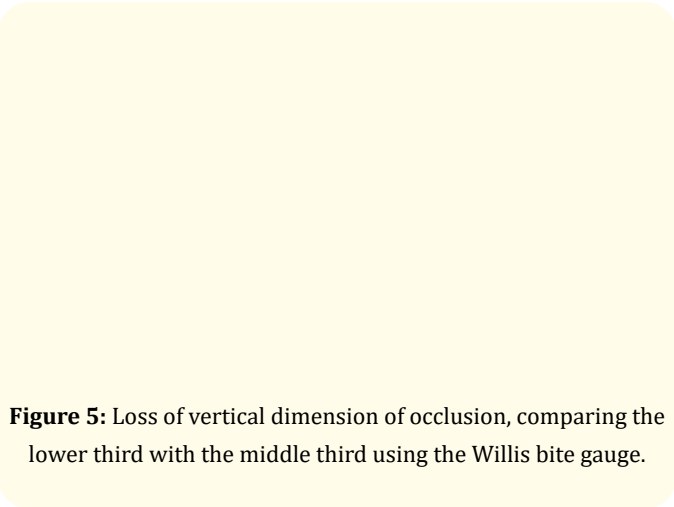 Figure 5: Loss of vertical dimension of occlusion, comparing the
lower third with the middle third using the Willis bite gauge.